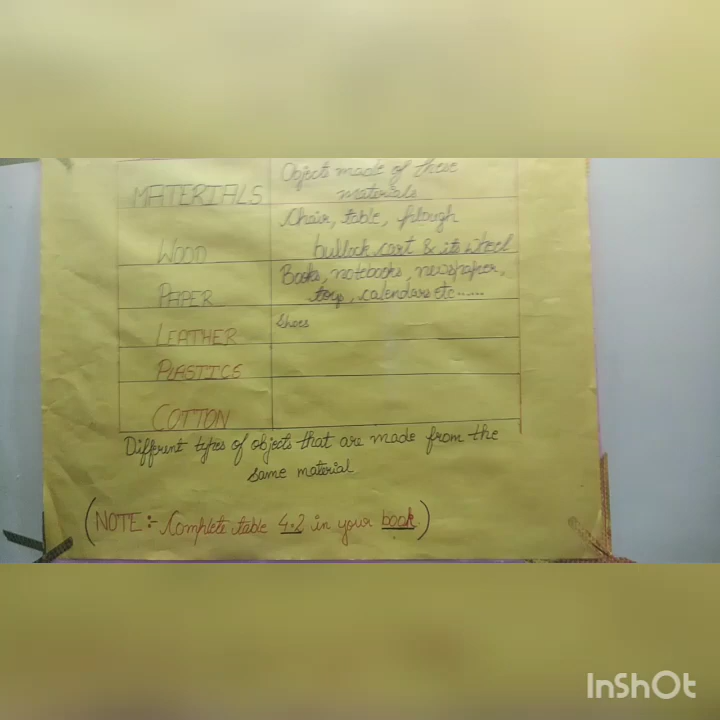 MATERIALS
Objects made of these
materials
WOOD
Chair, table, plough
bullock cart & its wheel
PAPER
Books, notebooks, newspaper,
toys, calendars etc......
LEATHER
Shoes
PLASTICS
COTTON
Different types of objects that are made from the
same material
(NOTE:- Complete table 4.2 in your book.)
InShOt